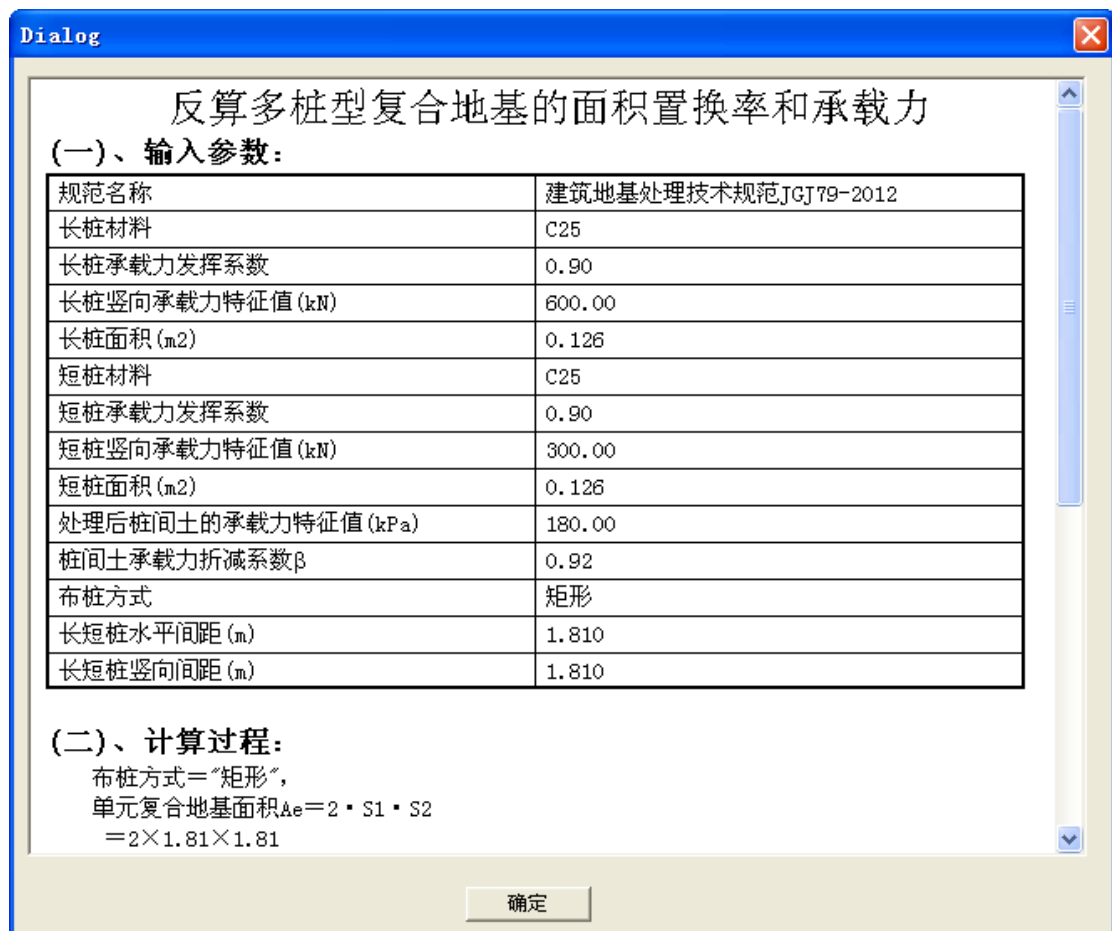 Dialog
反算多桩型复合地基的面积置换率和承载力
(一)、输入参数:
规范名称 建筑地基处理技术规范JGJ79-2012
长桩材料 C25
长桩承载力发挥系数 0.90
长桩竖向承载力特征值(kN) 600.00
长桩面积(m2) 0.126
短桩材料 C25
短桩承载力发挥系数 0.90
短桩竖向承载力特征值(kN) 300.00
短桩面积(m2) 0.126
处理后桩间土的承载力特征值(kPa) 180.00
桩间土承载力折减系数β 0.92
布桩方式 矩形
长短桩水平间距(m) 1.810
长短桩竖向间距(m) 1.810
(二)、计算过程:
布桩方式＝"矩形",
单元复合地基面积Ae＝2·S1·S2
＝2×1.81×1.81
确定